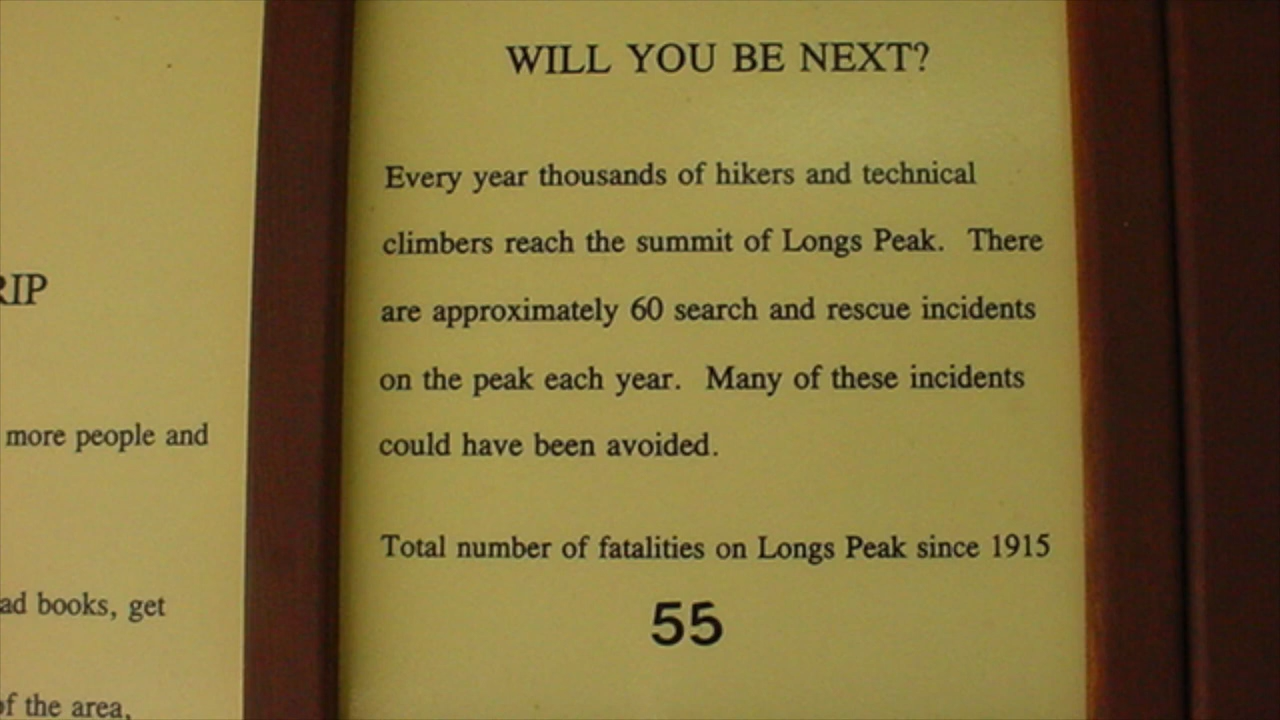 RIP
more people and
books, get
of the area,
WILL YOU BE NEXT?
Every year thousands of hikers and technical
climbers reach the summit of Longs Peak. There
are approximately 60 search and rescue incidents
on the peak each year. Many of these incidents
could have been avoided.
Total number of fatalities on Longs Peak since 1915
55